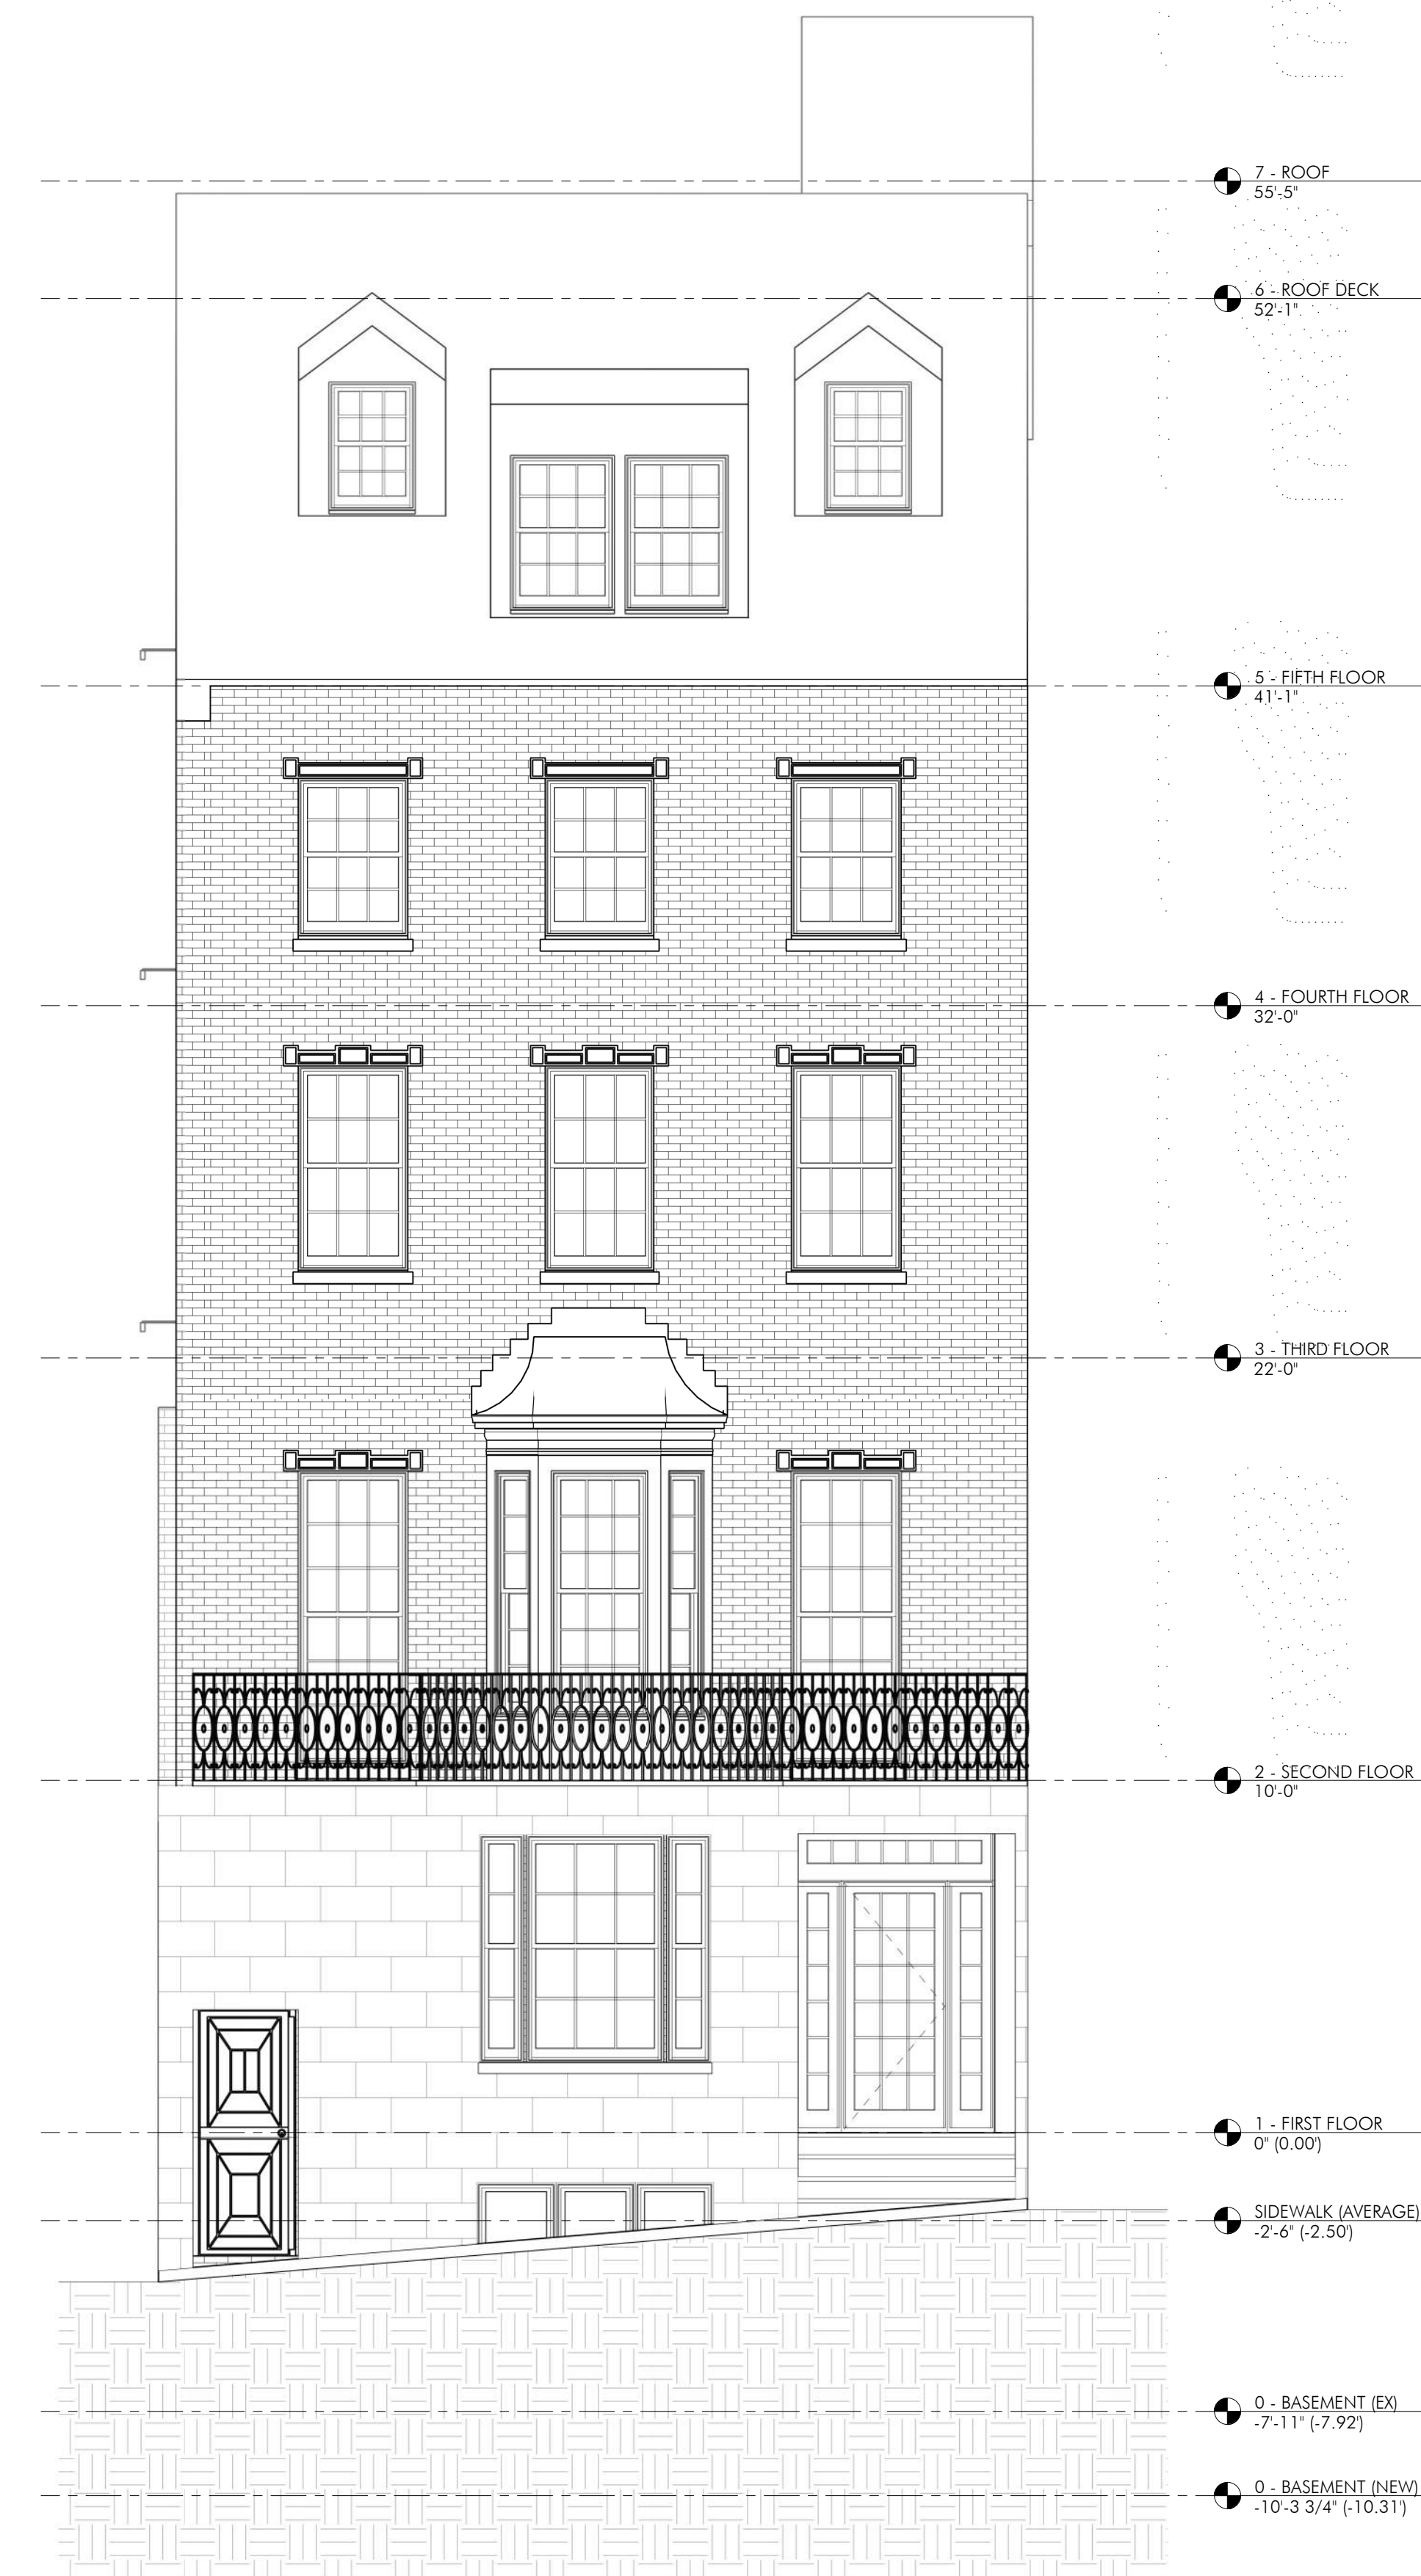 7 - ROOF
55'-5"
6 - ROOF DECK
52'-1"
5 - FIFTH FLOOR
41'-1"
4 - FOURTH FLOOR
32'-0"
3 - THIRD FLOOR
22'-0"
2 - SECOND FLOOR
10'-0"
1 - FIRST FLOOR
0" (0.00')
SIDEWALK (AVERAGE)
-2'-6" (-2.50')
0 - BASEMENT (EX)
-7'-11" (-7.92')
0 - BASEMENT (NEW)
-10'-3 3/4" (-10.31')